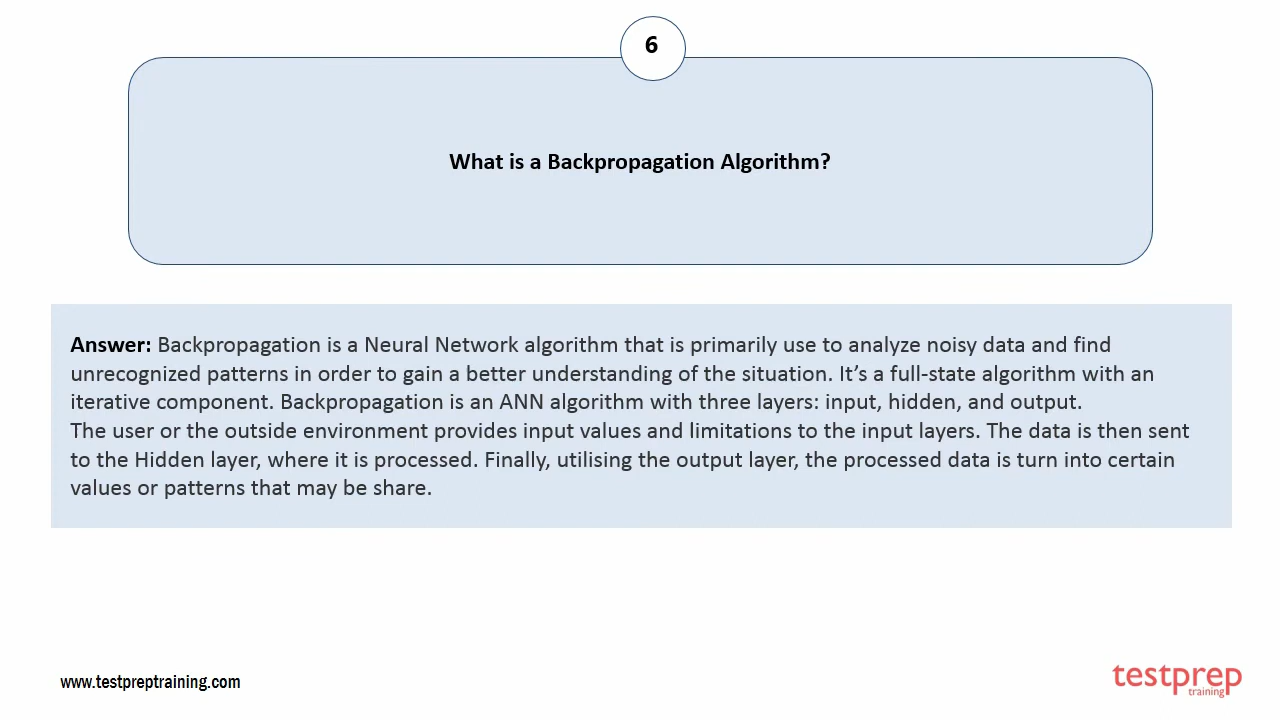 6
What is a Backpropagation Algorithm?
Answer: Backpropagation is a Neural Network algorithm that is primarily use to analyze noisy data and find
unrecognized patterns in order to gain a better understanding of the situation. It’s a full-state algorithm with an
iterative component. Backpropagation is an ANN algorithm with three layers: input, hidden, and output.
The user or the outside environment provides input values and limitations to the input layers. The data is then sent
to the Hidden layer, where it is processed. Finally, utilising the output layer, the processed data is turn into certain
values or patterns that may be share.
www.testpreptraining.com
testprep
training